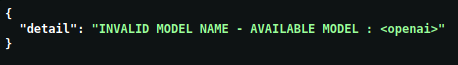 {
"detail": "INVALID MODEL NAME - AVAILABLE MODEL : <openai>"
}